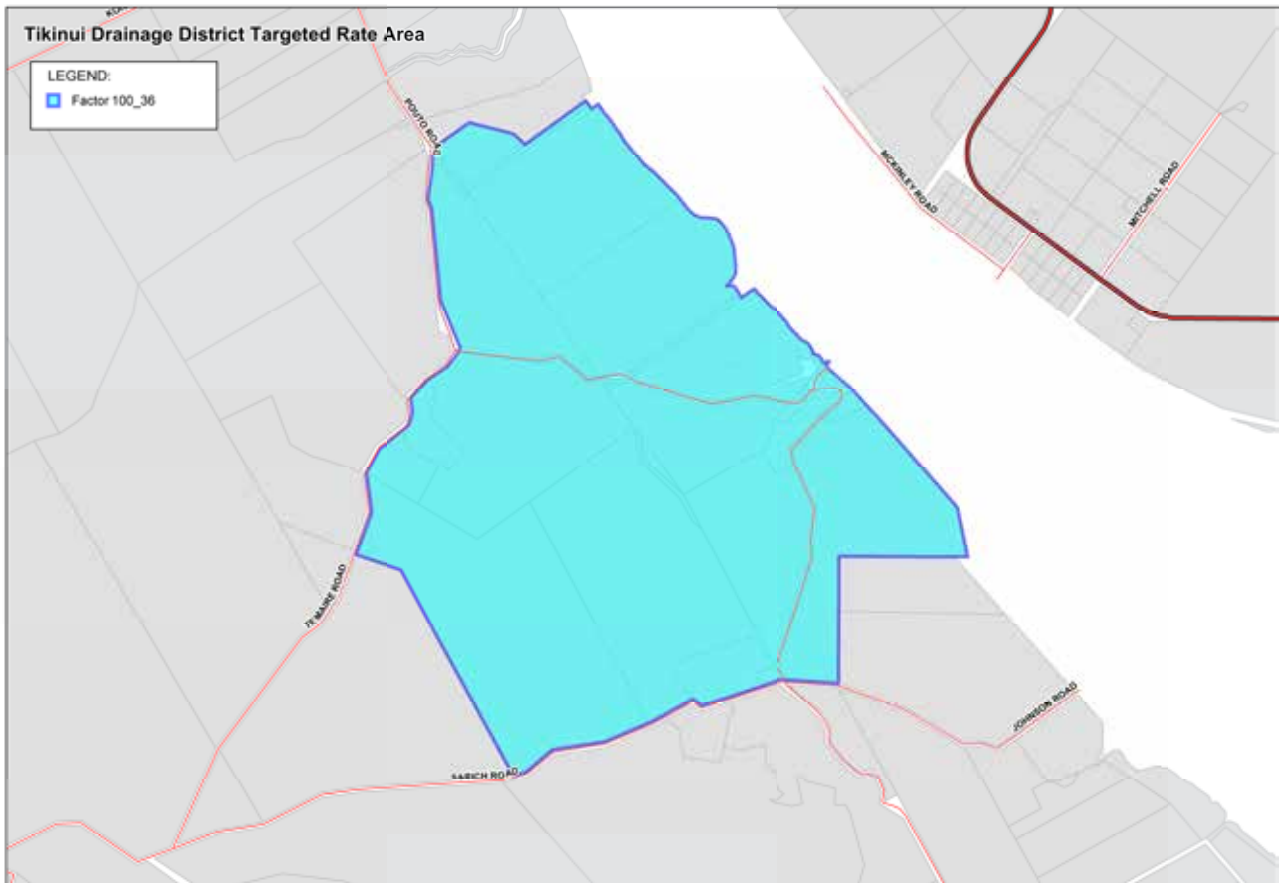 Tikinui Drainage District Targeted Rate Area
LEGEND:
Factor 100_36
POUTO ROAD
MCKINLEY ROAD
MITCHELL ROAD
TE MAIRE ROAD
JOHNSON ROAD
SARICH ROAD